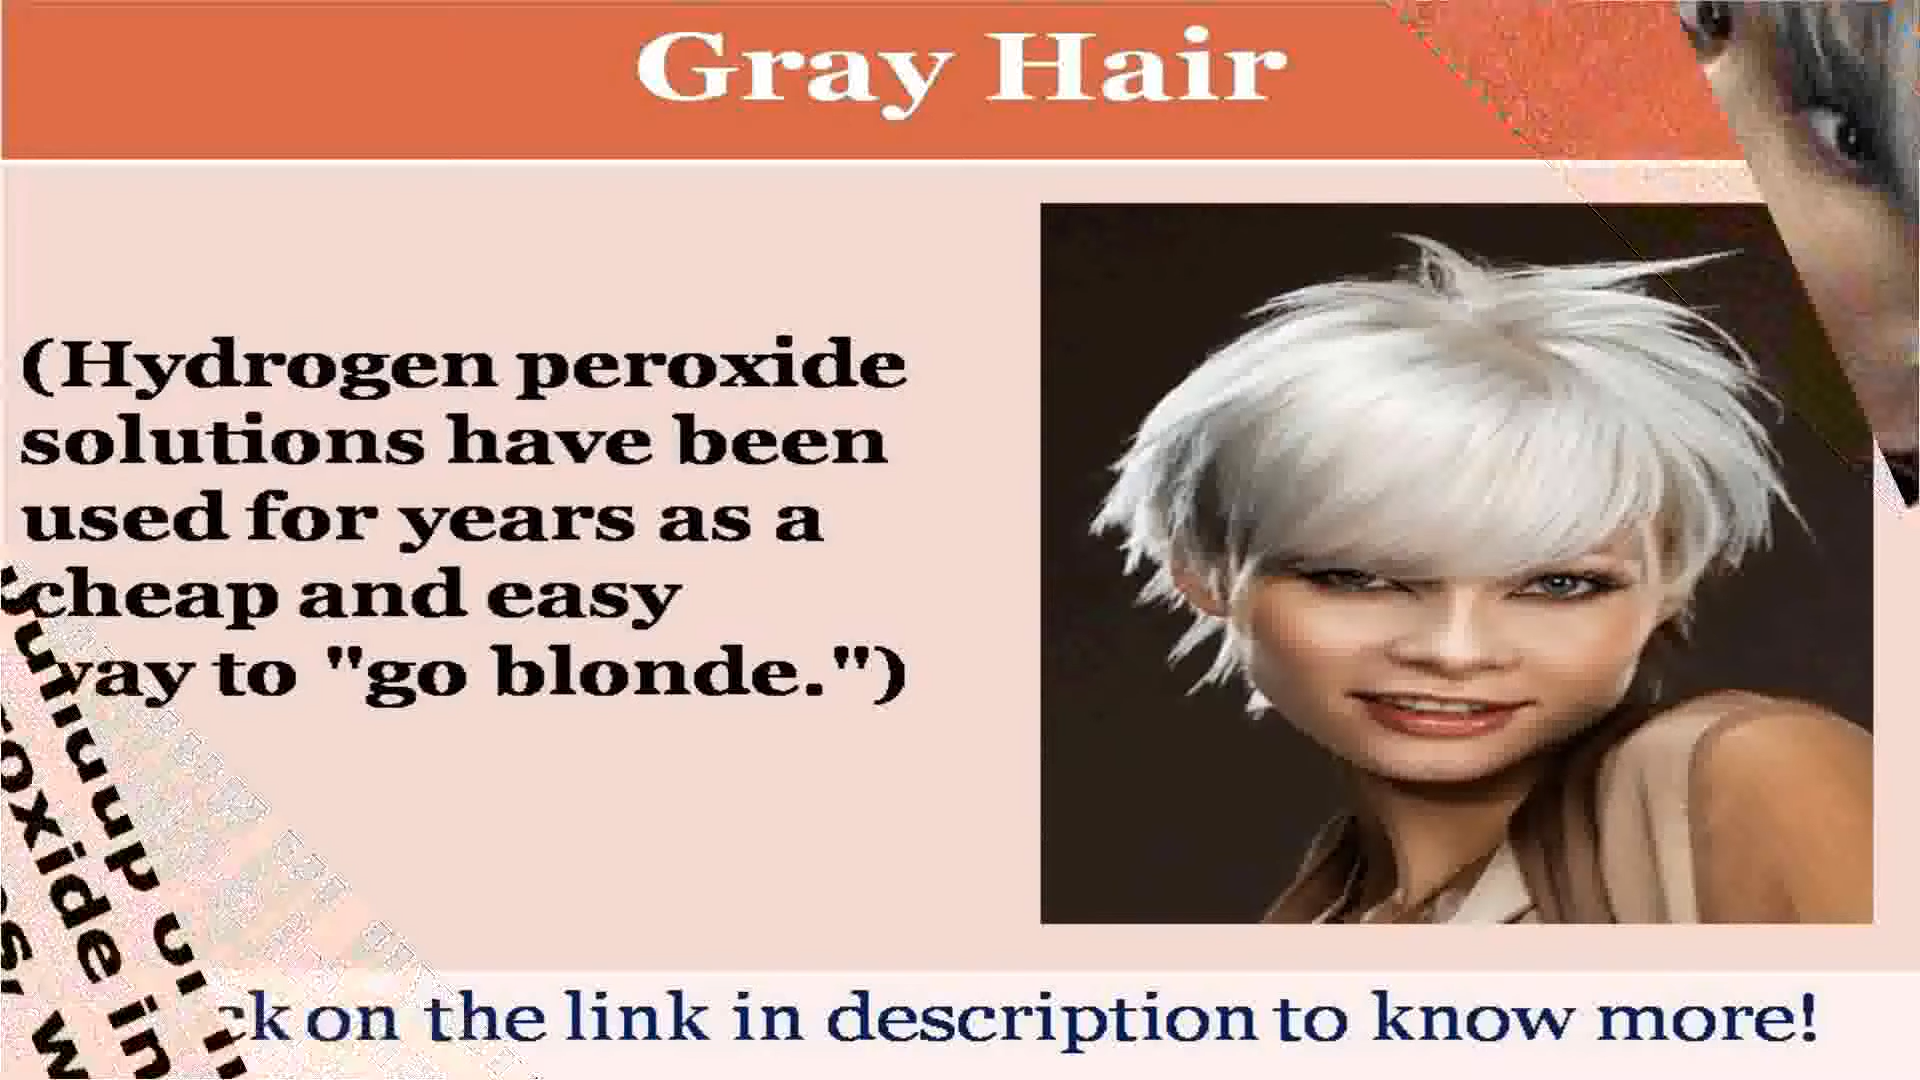 Gray Hair
(Hydrogen peroxide
solutions have been
used for years as a
cheap and easy
way to "go blonde.")
oxide in
on the link in description to know more!